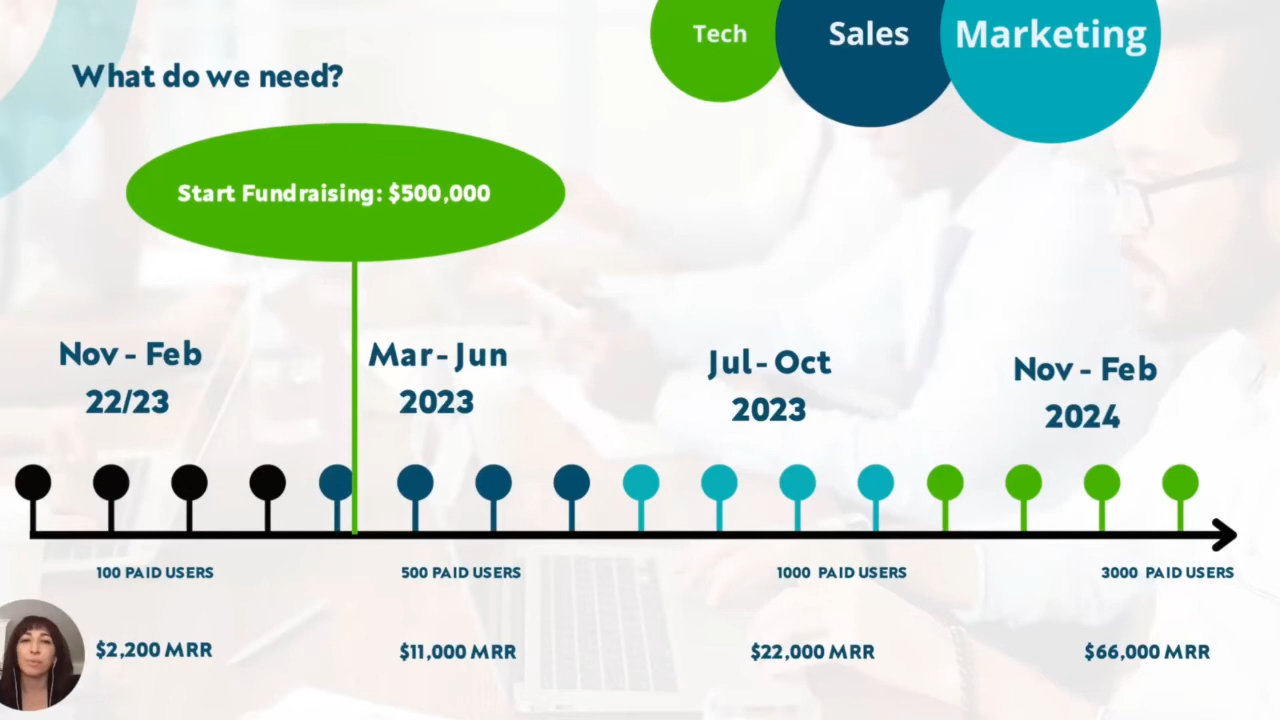 Tech
Sales
Marketing
What do we need?
Start Fundraising: $500,000
Nov - Feb
22/23
Mar - Jun
2023
Jul - Oct
2023
Nov - Feb
2024
100 PAID USERS
500 PAID USERS
1000 PAID USERS
3000 PAID USERS
$2,200 MRR
$11,000 MRR
$22,000 MRR
$66,000 MRR